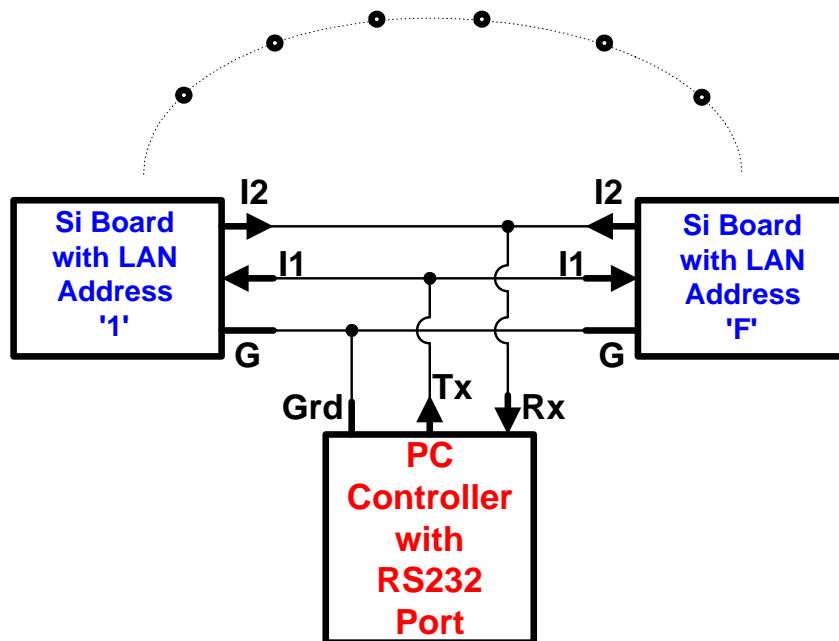 I2
I2
Si Board
with LAN
Address
'1'
Si Board
with LAN
Address
'F'
I1
I1
G
G
Grd
Tx
Rx
PC
Controller
with
RS232
Port